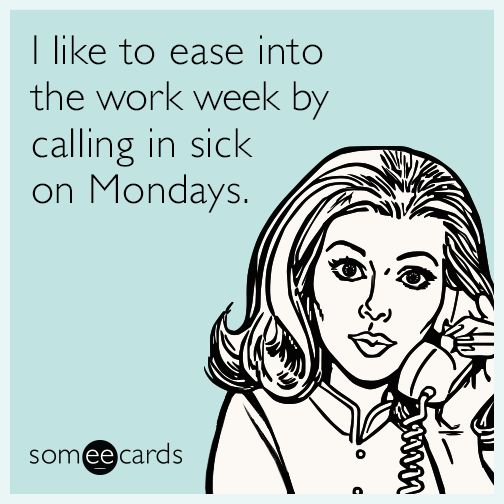 I like to ease into
the work week by
calling in sick
on Mondays.
someecards